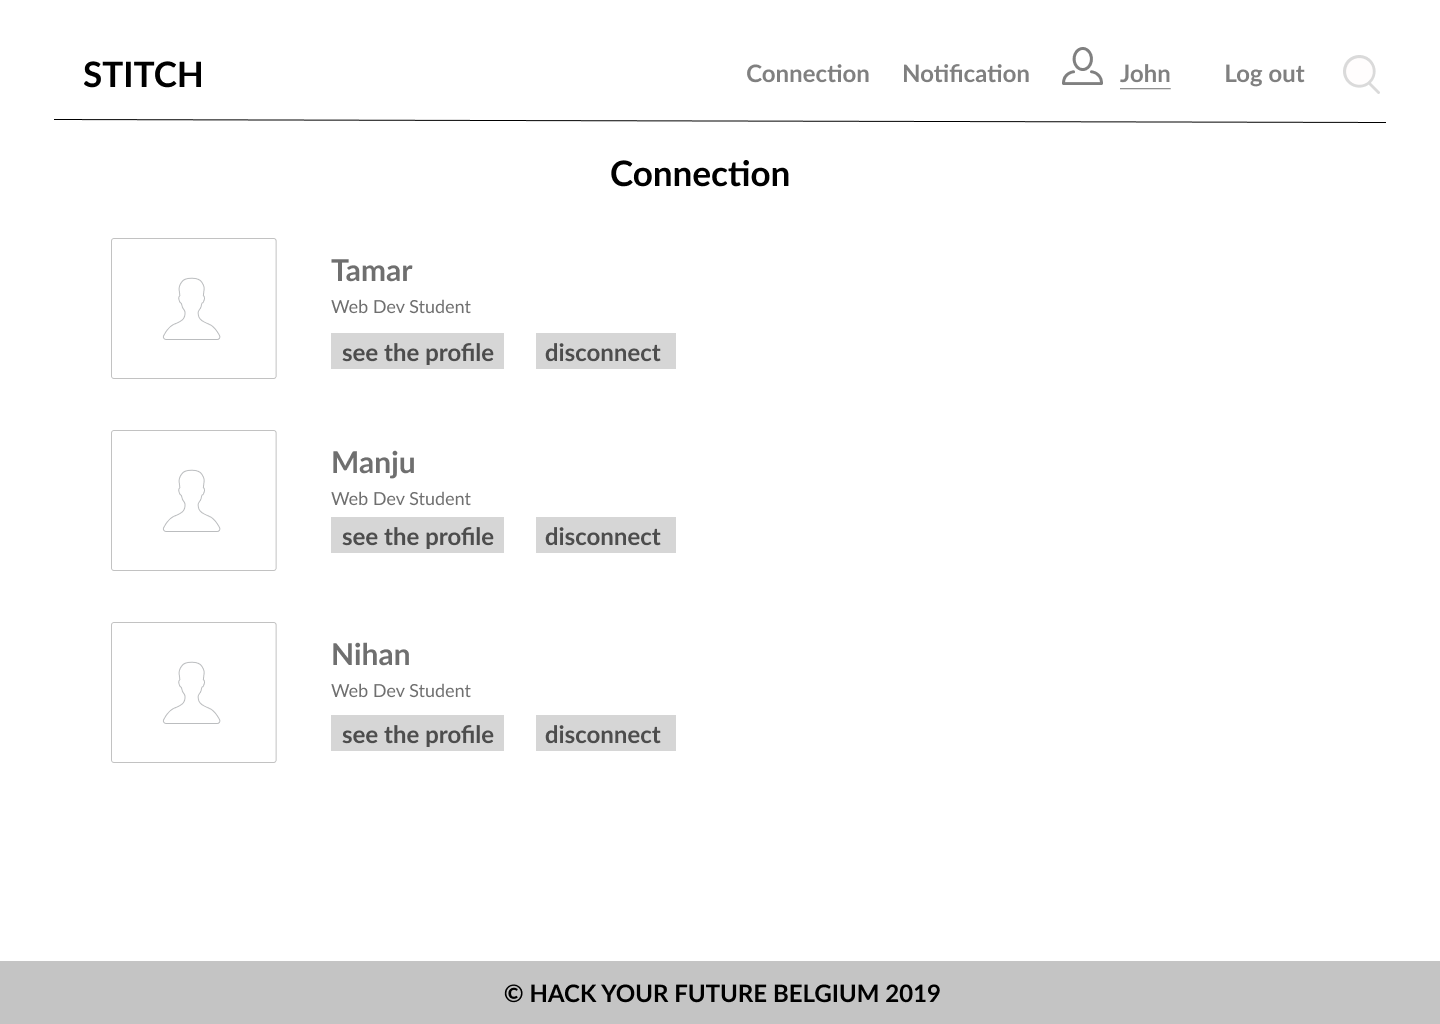 STITCH Connection Notification John Log out
Connection
Tamar
Web Dev Student
see the profile disconnect
Manju
Web Dev Student
see the profile disconnect
Nihan
Web Dev Student
see the profile disconnect
© HACK YOUR FUTURE BELGIUM 2019